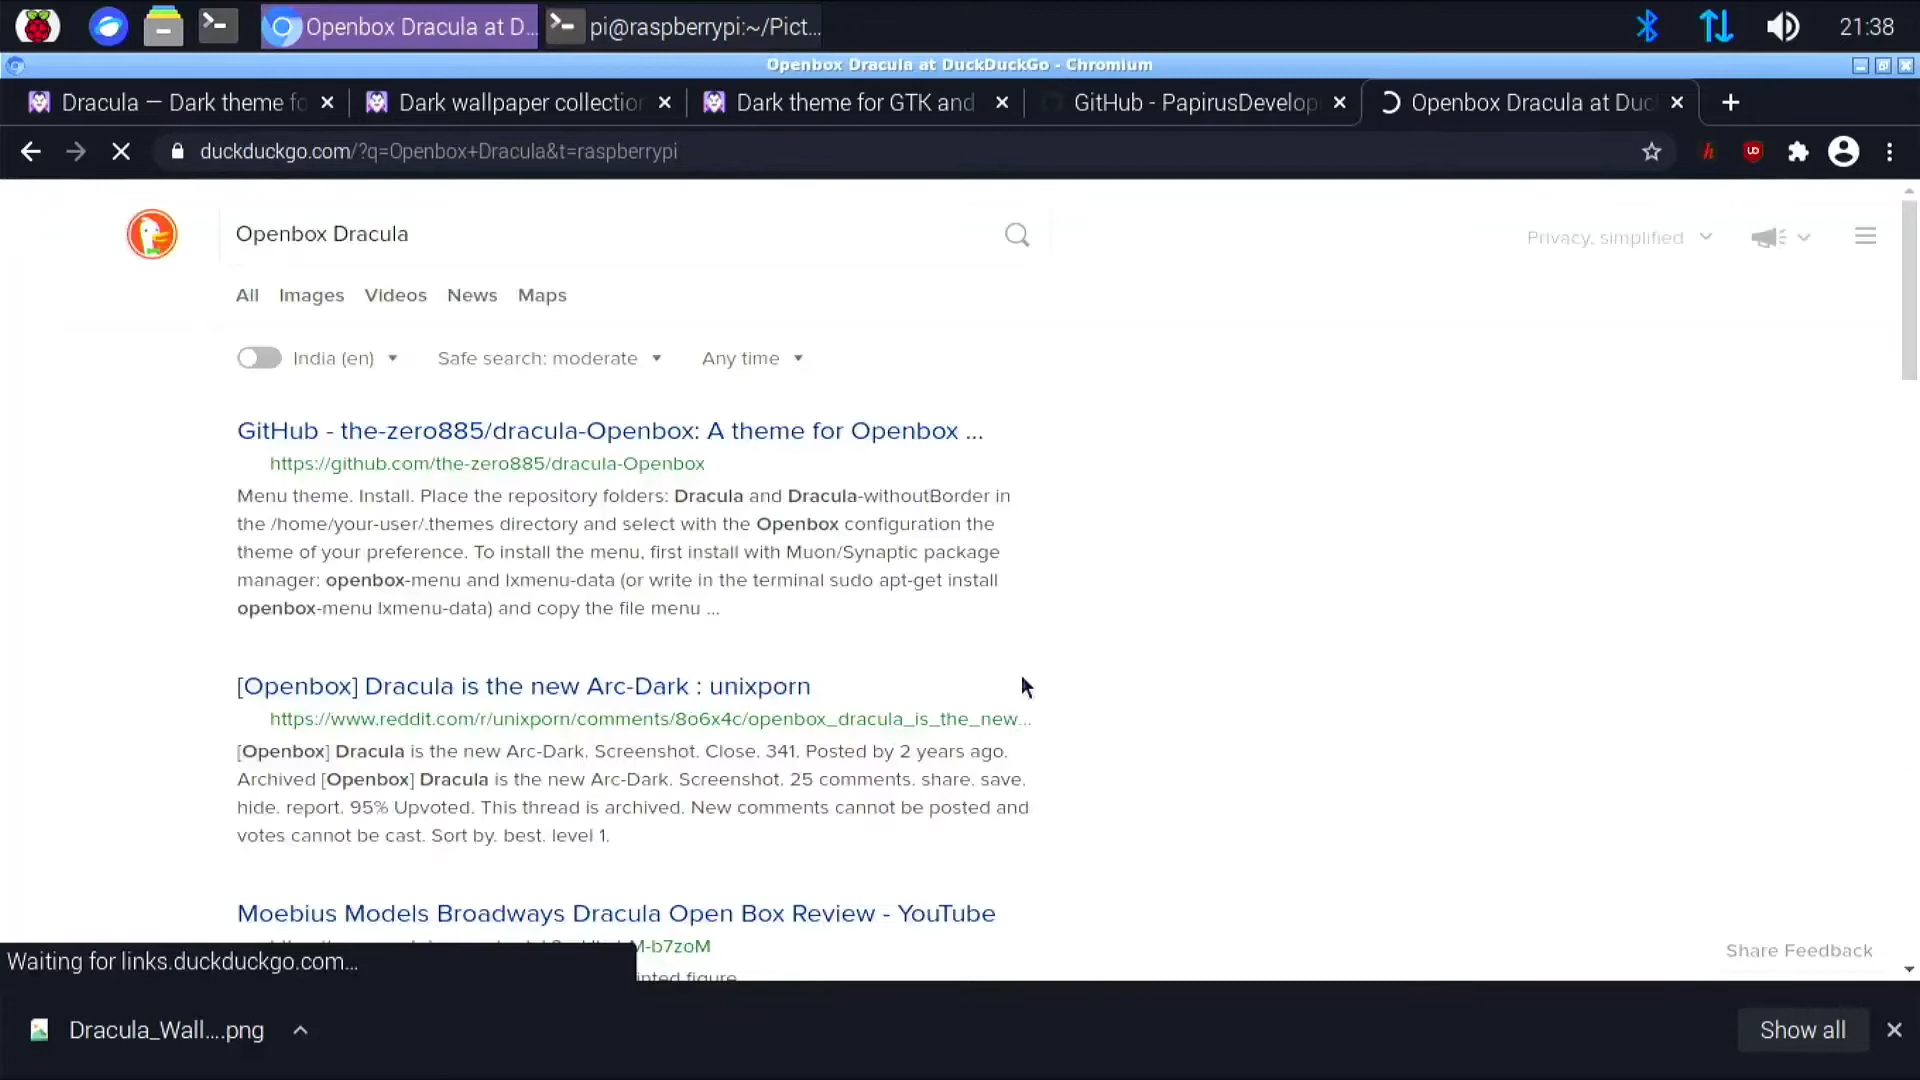 Openbox Dracula at D...
pi@raspberrypi:~/Pict...
21:38
Openbox Dracula at DuckDuckGo - Chromium
Dracula — Dark theme fo
Dark wallpaper collection
Dark theme for GTK and
GitHub - PapirusDevelop
Openbox Dracula at Duc
duckduckgo.com/?q=Openbox+Dracula&t=raspberrypi
Openbox Dracula
Privacy, simplified
All Images Videos News Maps
India (en)
Safe search: moderate
Any time
GitHub - the-zero885/dracula-Openbox: A theme for Openbox ...
https://github.com/the-zero885/dracula-Openbox
Menu theme. Install. Place the repository folders: Dracula and Dracula-withoutBorder in
the /home/your-user/.themes directory and select with the Openbox configuration the
theme of your preference. To install the menu, first install with Muon/Synaptic package
manager: openbox-menu and lxmenu-data (or write in the terminal sudo apt-get install
openbox-menu lxmenu-data) and copy the file menu ...
[Openbox] Dracula is the new Arc-Dark : unixporn
https://www.reddit.com/r/unixporn/comments/8o6x4c/openbox_dracula_is_the_new...
[Openbox] Dracula is the new Arc-Dark. Screenshot. Close. 341. Posted by 2 years ago.
Archived [Openbox] Dracula is the new Arc-Dark. Screenshot. 25 comments. share. save.
hide. report. 95% Upvoted. This thread is archived. New comments cannot be posted and
votes cannot be cast. Sort by. best. level 1.
Moebius Models Broadways Dracula Open Box Review - YouTube
M-b7zoM
figure
Waiting for links.duckduckgo.com...
Share Feedback
Dracula_Wall....png
Show all